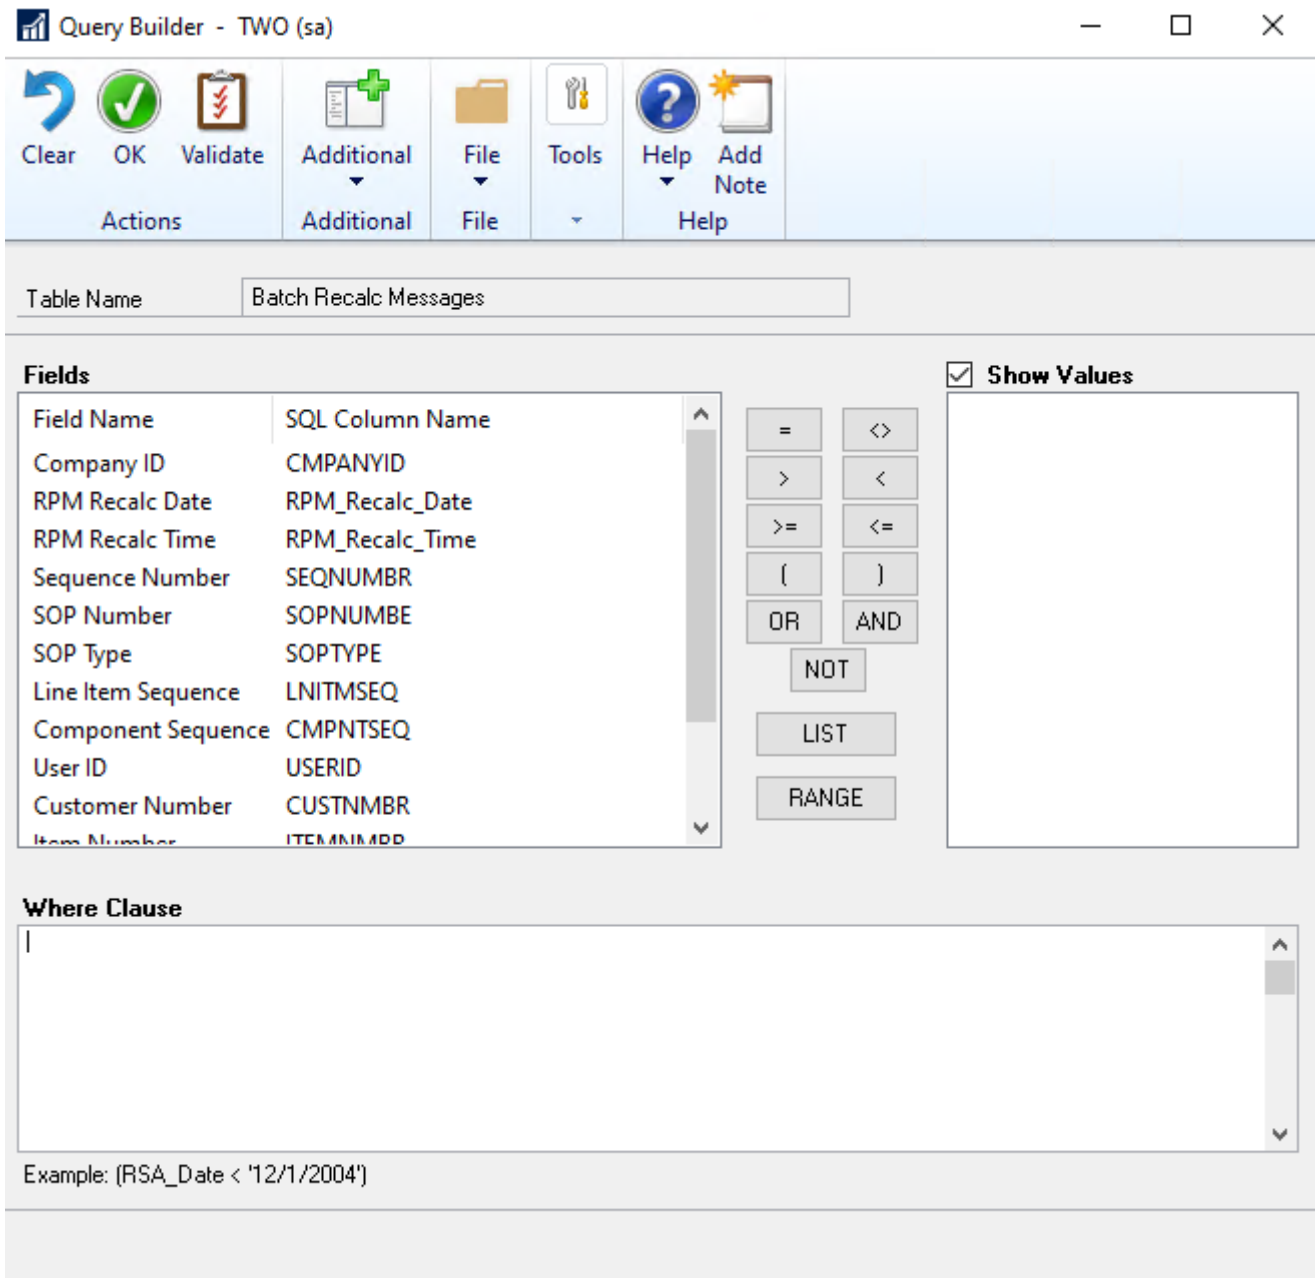 Query Builder - TWO (sa)
Clear OK Validate Additional File Tools Help Add Note
Actions Additional File Help
Table Name Batch Recalc Messages
Fields Show Values
Field Name SQL Column Name
Company ID CMPANYID
RPM Recalc Date RPM_Recalc_Date
RPM Recalc Time RPM_Recalc_Time
Sequence Number SEQNUMBR
SOP Number SOPNUMBE
SOP Type SOPTYPE
Line Item Sequence LNITMSEQ
Component Sequence CMPNTSEQ
User ID USERID
Customer Number CUSTNMBR
Item Number ITEMNMBR
= <>
> <
>= <=
( )
OR AND
NOT
LIST
RANGE
Where Clause
Example: (RSA_Date < '12/1/2004')